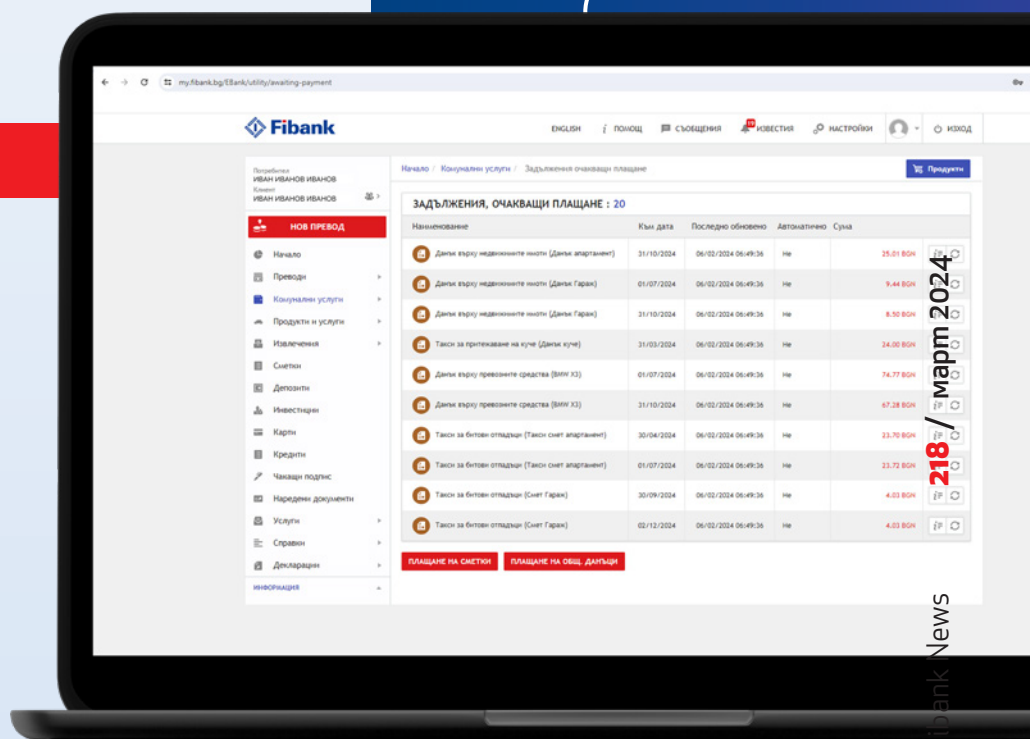 my.fibank.bg/EBank/utility/awaiting-payment
Fibank
ENGLISH
ПОМОЩ
СЪОБЩЕНИЯ
19
ИЗВЕСТИЯ
НАСТРОЙКИ
ИЗХОД
Потребител
ИВАН ИВАНОВ ИВАНОВ
Клиент
ИВАН ИВАНОВ ИВАНОВ
НОВ ПРЕВОД
Начало
Преводи
Комунални услуги
Продукти и услуги
Извлечения
Сметки
Депозити
Инвестиции
Карти
Кредити
Чакащи подпис
Наредени документи
Услуги
Справки
Декларации
ИНФОРМАЦИЯ
Начало / Комунални услуги / Задължения очакващи плащане
Продукти
ЗАДЪЛЖЕНИЯ, ОЧАКВАЩИ ПЛАЩАНЕ : 20
Наименование Към дата Последно обновено Автоматично Сума
Данък върху недвижимите имоти (Данък апартамент) 31/10/2024 06/02/2024 06:49:36 Не 25.01 BGN
Данък върху недвижимите имоти (Данък Гараж) 01/07/2024 06/02/2024 06:49:36 Не 9.44 BGN
Данък върху недвижимите имоти (Данък Гараж) 31/10/2024 06/02/2024 06:49:36 Не 8.50 BGN
Такси за притежаване на куче (Данък куче) 31/03/2024 06/02/2024 06:49:36 Не 24.00 BGN
Данък върху превозните средства (BMW X3) 01/07/2024 06/02/2024 06:49:36 Не 74.77 BGN
Данък върху превозните средства (BMW X3) 31/10/2024 06/02/2024 06:49:36 Не 67.28 BGN
Такси за битови отпадъци (Такси смет апартамент) 30/04/2024 06/02/2024 06:49:36 Не 23.70 BGN
Такси за битови отпадъци (Такси смет апартамент) 01/07/2024 06/02/2024 06:49:36 Не 23.72 BGN
Такси за битови отпадъци (Смет Гараж) 30/09/2024 06/02/2024 06:49:36 Не 4.03 BGN
Такси за битови отпадъци (Смет Гараж) 02/12/2024 06/02/2024 06:49:36 Не 4.03 BGN
ПЛАЩАНЕ НА СМЕТКИ
ПЛАЩАНЕ НА ОБЩ. ДАНЪЦИ
ibank News 218 / март 2024